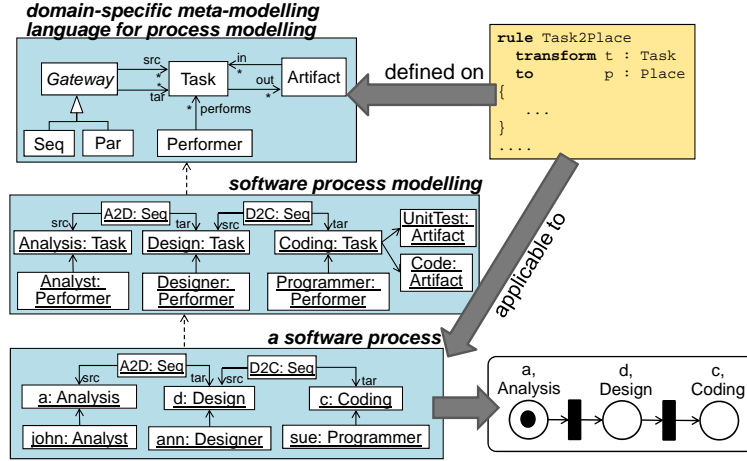 domain-specific meta-modelling
language for process modelling
Gateway
src
*
*
tar
Task
in
*
out
*
Artifact
* performs
Seq
Par
Performer
defined on
rule Task2Place
transform t : Task
to p : Place
{
...
}
....
software process modelling
A2D: Seq
D2C: Seq
src
tar
src
tar
Analysis: Task
Design: Task
Coding: Task
UnitTest:
Artifact
Code:
Artifact
Analyst:
Performer
Designer:
Performer
Programmer:
Performer
applicable to
a software process
A2D: Seq
D2C: Seq
src
tar
src
tar
a: Analysis
d: Design
c: Coding
john: Analyst
ann: Designer
sue: Programmer
a,
Analysis
d,
Design
c,
Coding